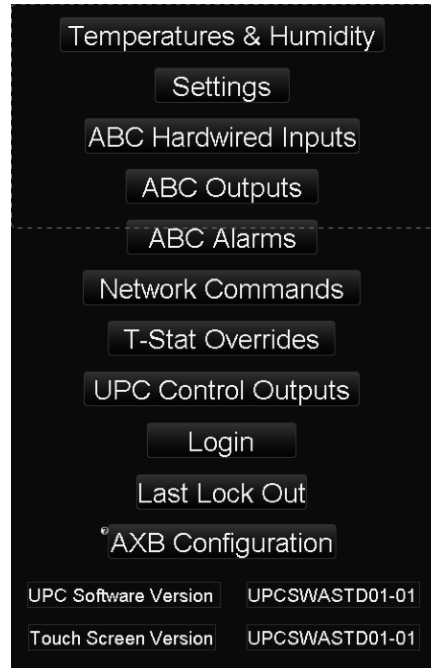 Temperatures & Humidity
Settings
ABC Hardwired Inputs
ABC Outputs
ABC Alarms
Network Commands
T-Stat Overrides
UPC Control Outputs
Login
Last Lock Out
? AXB Configuration
UPC Software Version UPCSWASTD01-01
Touch Screen Version UPCSWASTD01-01